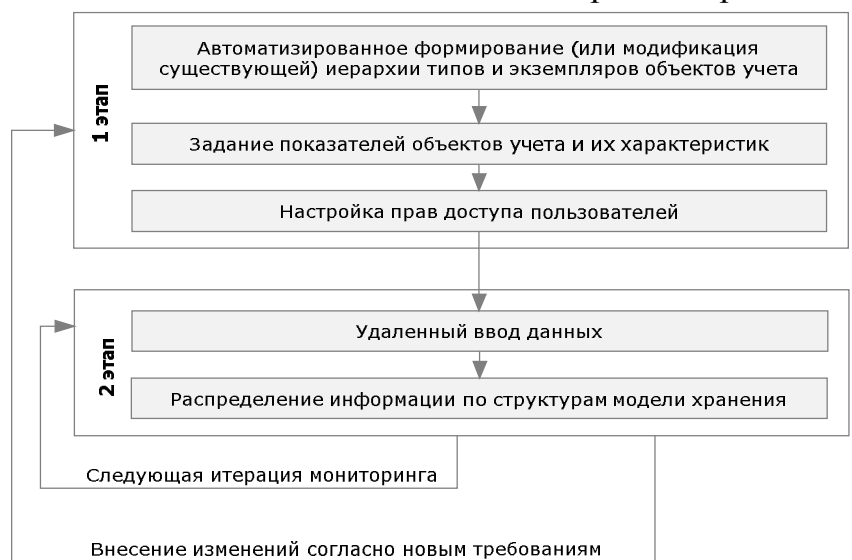 Автоматизированное формирование (или модификация
существующей) иерархии типов и экземпляров объектов учета
1 этап
Задание показателей объектов учета и их характеристик
Настройка прав доступа пользователей
Удаленный ввод данных
2 этап
Распределение информации по структурам модели хранения
Следующая итерация мониторинга
Внесение изменений согласно новым требованиям